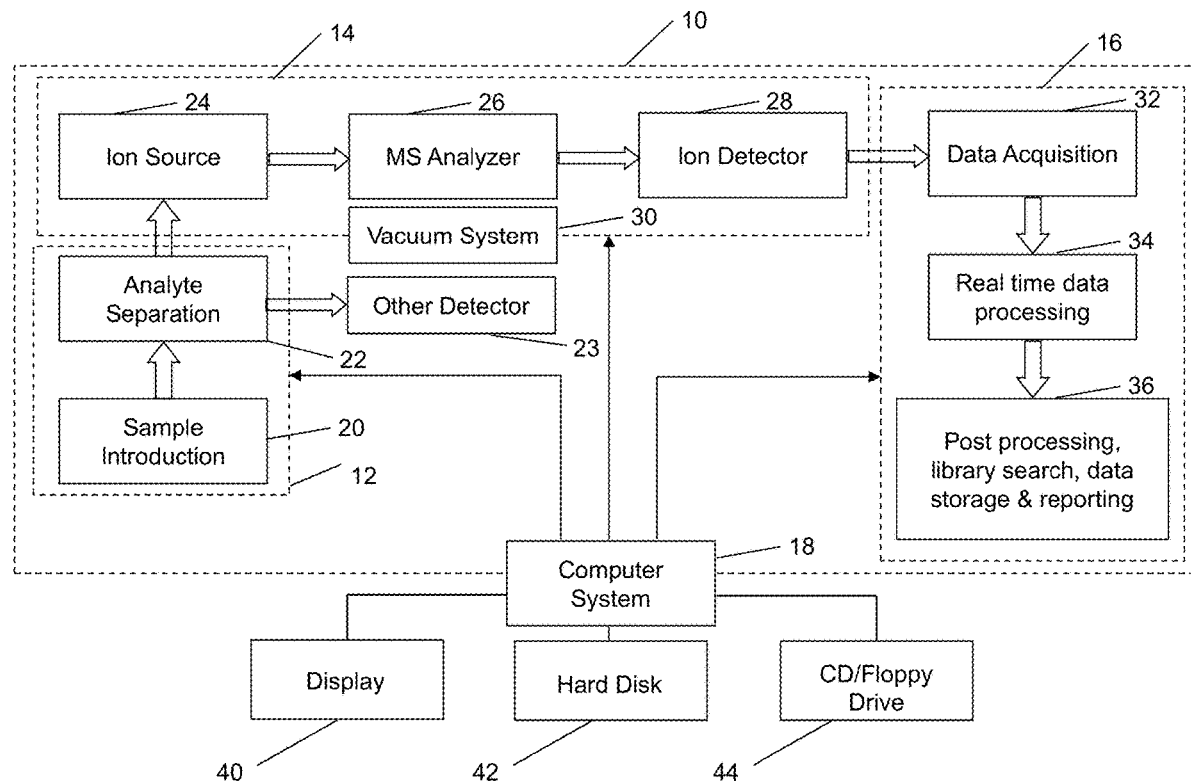 10
14
16
24
26
28
32
Ion Source
MS Analyzer
Ion Detector
Data Acquisition
30
Vacuum System
34
Analyte
Separation
Other Detector
Real time data
processing
22
23
36
Sample
Introduction
20
12
Post processing,
library search, data
storage & reporting
18
Computer
System
Display
Hard Disk
CD/Floppy
Drive
40
42
44